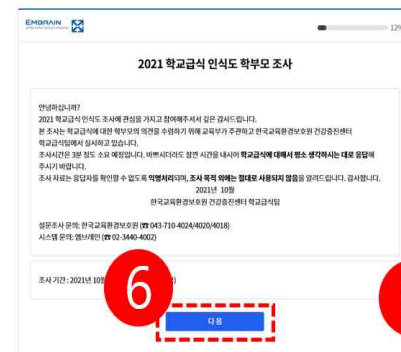 EMBRAIN
12%
2021 학교급식 인식도 학부모 조사
안녕하십니까?
2021 학교급식 인식도 조사에 관심을 가지고 참여해주셔서 깊은 감사드립니다.
본 조사는 학교급식에 대한 학부모의 의견을 수렴하기 위해 교육부가 주관하고 한국교육환경보호원 건강증진센터
학교급식팀에서 실시하고 있습니다.
조사시간은 3분 정도 소요 예정입니다. 바쁘시더라도 잠깐 시간을 내시어 학교급식에 대해서 평소 생각하시는 대로 응답해
주시기 바랍니다.
조사 자료는 응답자를 확인할 수 없도록 익명처리되며, 조사 목적 외에는 절대로 사용되지 않음을 알려드립니다. 감사합니다.
2021년 10월
한국교육환경보호원 건강증진센터 학교급식팀
설문조사 문의: 한국교육환경보호원 (☎ 043-710-4024/4020/4018)
시스템 문의: 엠브레인 (☎ 02-3440-4002)
조사 기간 : 2021년 10월
6
다음